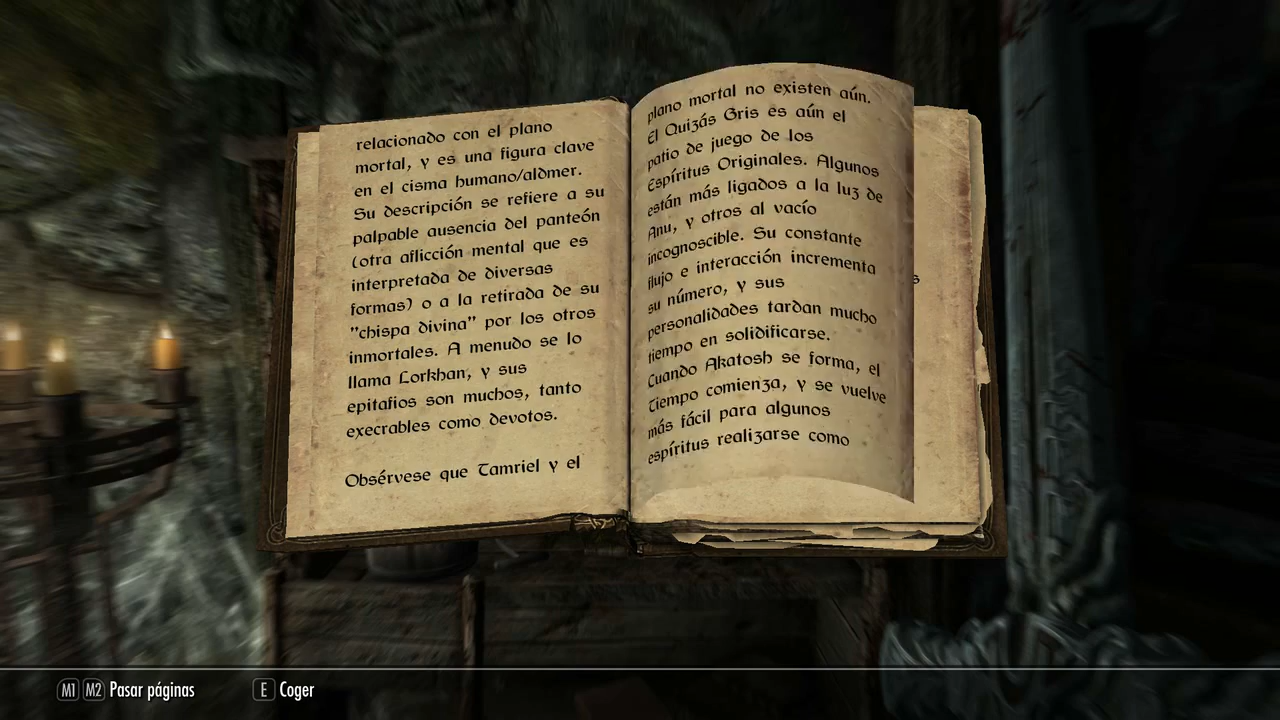 relacionado con el plano
mortal, y es una figura clave
en el cisma humano/aldmer.
Su descripción se refiere a su
palpable ausencia del panteón
(otra aflicción mental que es
interpretada de diversas
formas) o a la retirada de su
"chispa divina" por los otros
inmortales. A menudo se lo
llama Lorkhan, y sus
epitafios son muchos, tanto
execrables como devotos.
Obsérvese que Tamriel y el
plano mortal no existen aún.
El Quizás Gris es aún el
patio de juego de los
Espíritus Originales. Algunos
están más ligados a la luz de
Anu, y otros al vacío
incognoscible. Su constante
flujo e interacción incrementa
su número, y sus
personalidades tardan mucho
tiempo en solidificarse.
Cuando Akatosh se forma, el
Tiempo comienza, y se vuelve
más fácil para algunos
espíritus realizarse como
s
M1 M2 Pasar páginas
E Coger